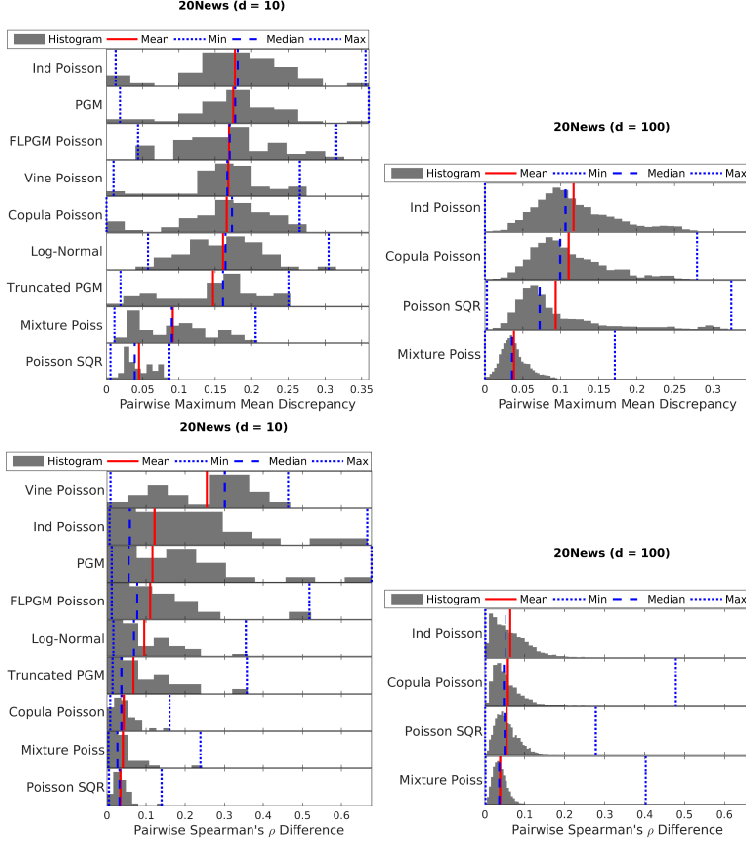 20News (d = 10)
Histogram Mean Min Median Max
Ind Poisson
PGM
FLPGM Poisson
Vine Poisson
Copula Poisson
Log-Normal
Truncated PGM
Mixture Poiss
Poisson SQR
0 0.05 0.1 0.15 0.2 0.25 0.3 0.35
Pairwise Maximum Mean Discrepancy
20News (d = 100)
Histogram Mean Min Median Max
Ind Poisson
Copula Poisson
Poisson SQR
Mixture Poiss
0 0.05 0.1 0.15 0.2 0.25 0.3
Pairwise Maximum Mean Discrepancy
20News (d = 10)
Histogram Mean Min Median Max
Vine Poisson
Ind Poisson
PGM
FLPGM Poisson
Log-Normal
Truncated PGM
Copula Poisson
Mixture Poiss
Poisson SQR
0 0.1 0.2 0.3 0.4 0.5 0.6
Pairwise Spearman's ρ Difference
20News (d = 100)
Histogram Mean Min Median Max
Ind Poisson
Copula Poisson
Poisson SQR
Mixture Poiss
0 0.1 0.2 0.3 0.4 0.5 0.6
Pairwise Spearman's ρ Difference